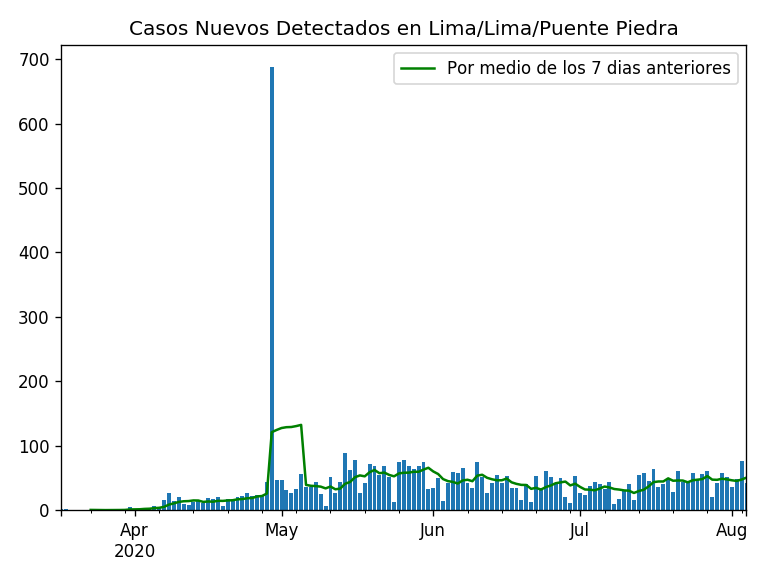 Casos Nuevos Detectados en Lima/Lima/Puente Piedra
Por medio de los 7 dias anteriores
700
600
500
400
300
200
100
0
Apr
2020
May
Jun
Jul
Aug